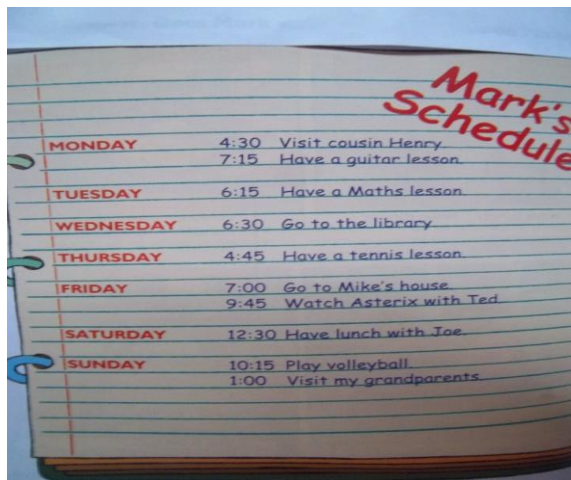 Mark's
Schedule
MONDAY 4:30 Visit cousin Henry.
7:15 Have a guitar lesson.
TUESDAY 6:15 Have a Maths lesson.
WEDNESDAY 6:30 Go to the library.
THURSDAY 4:45 Have a tennis lesson.
FRIDAY 7:00 Go to Mike's house.
9:45 Watch Asterix with Ted.
SATURDAY 12:30 Have lunch with Joe.
SUNDAY 10:15 Play volleyball.
1:00 Visit my grandparents.